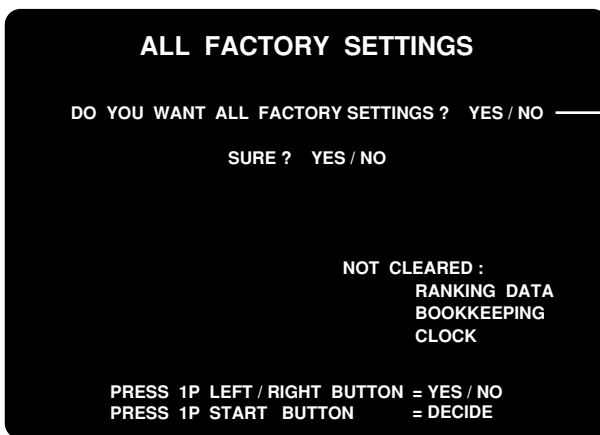 ALL FACTORY SETTINGS
DO YOU WANT ALL FACTORY SETTINGS ? YES / NO
SURE ? YES / NO
NOT CLEARED :
RANKING DATA
BOOKKEEPING
CLOCK
PRESS 1P LEFT / RIGHT BUTTON = YES / NO
PRESS 1P START BUTTON = DECIDE